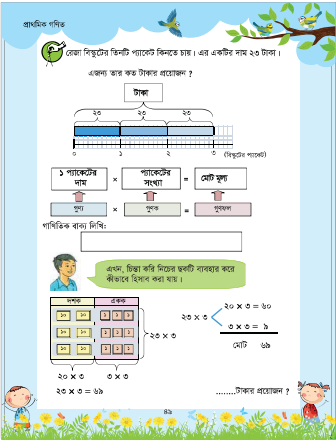 প্রাথমিক গণিত
রেজা বিস্কুটের তিনটি প্যাকেট কিনতে চায়। এর একটির দাম ২৩ টাকা।
এজন্য তার কত টাকার প্রয়োজন ?
টাকা
২৩ ২৩ ২৩
০ ১ ২ ৩ (বিস্কুটের প্যাকেট)
১ প্যাকেটের দাম × প্যাকেটের সংখ্যা = মোট মূল্য
গুণ্য × গুণক = গুণফল
গাণিতিক বাক্য লিখি:
এখন, চিন্তা করি নিচের ছকটি ব্যবহার করে
কীভাবে হিসাব করা যায়।
দশক একক
১০ ১০ ১ ১ ১
১০ ১০ ১ ১ ১
১০ ১০ ১ ১ ১
২৩ × ৩
২০ × ৩ ৩ × ৩
২৩ × ৩ = ৬৯
২৩ × ৩
২০ × ৩ = ৬০
৩ × ৩ = ৯
মোট ৬৯
........টাকার প্রয়োজন ?
৪৯